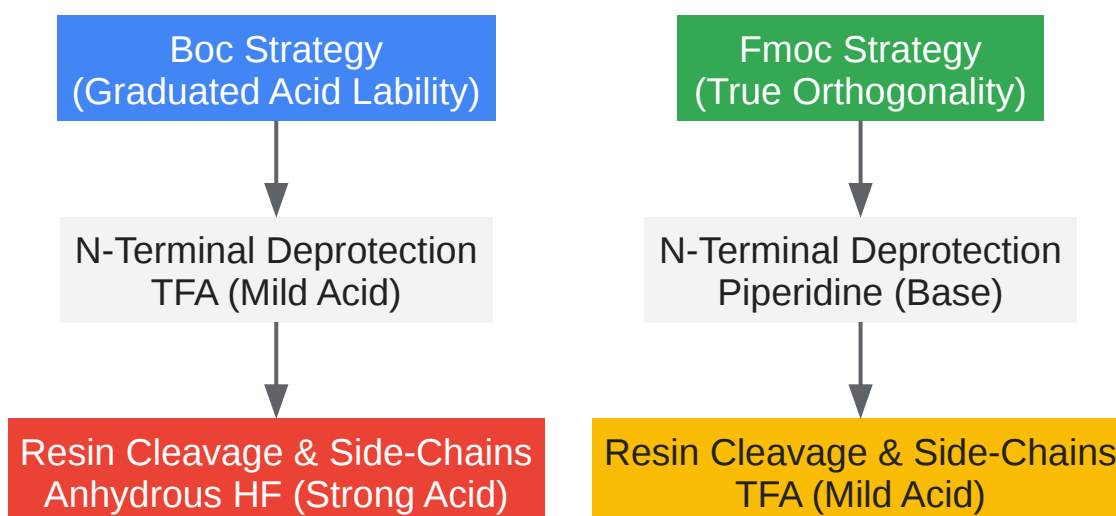 Boc Strategy
(Graduated Acid Lability)
N-Terminal Deprotection
TFA (Mild Acid)
Resin Cleavage & Side-Chains
Anhydrous HF (Strong Acid)
Fmoc Strategy
(True Orthogonality)
N-Terminal Deprotection
Piperidine (Base)
Resin Cleavage & Side-Chains
TFA (Mild Acid)